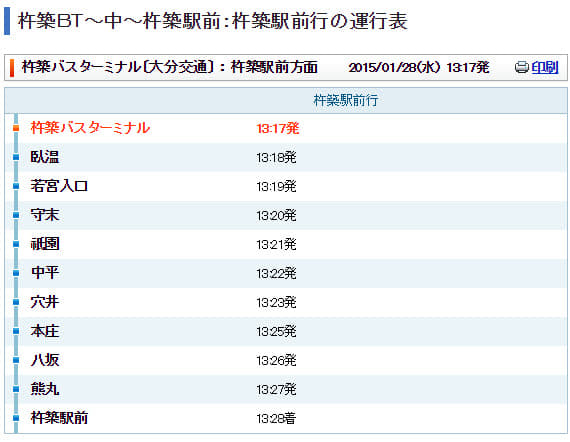 杵築BT～中～杵築駅前：杵築駅前行の運行表
杵築バスターミナル〔大分交通〕：杵築駅前方面 2015/01/28(水) 13:17発 印刷
杵築駅前行
杵築バスターミナル 13:17発
臥温 13:18発
若宮入口 13:19発
守末 13:20発
祇園 13:21発
中平 13:22発
穴井 13:23発
本庄 13:25発
八坂 13:26発
熊丸 13:27発
杵築駅前 13:28着